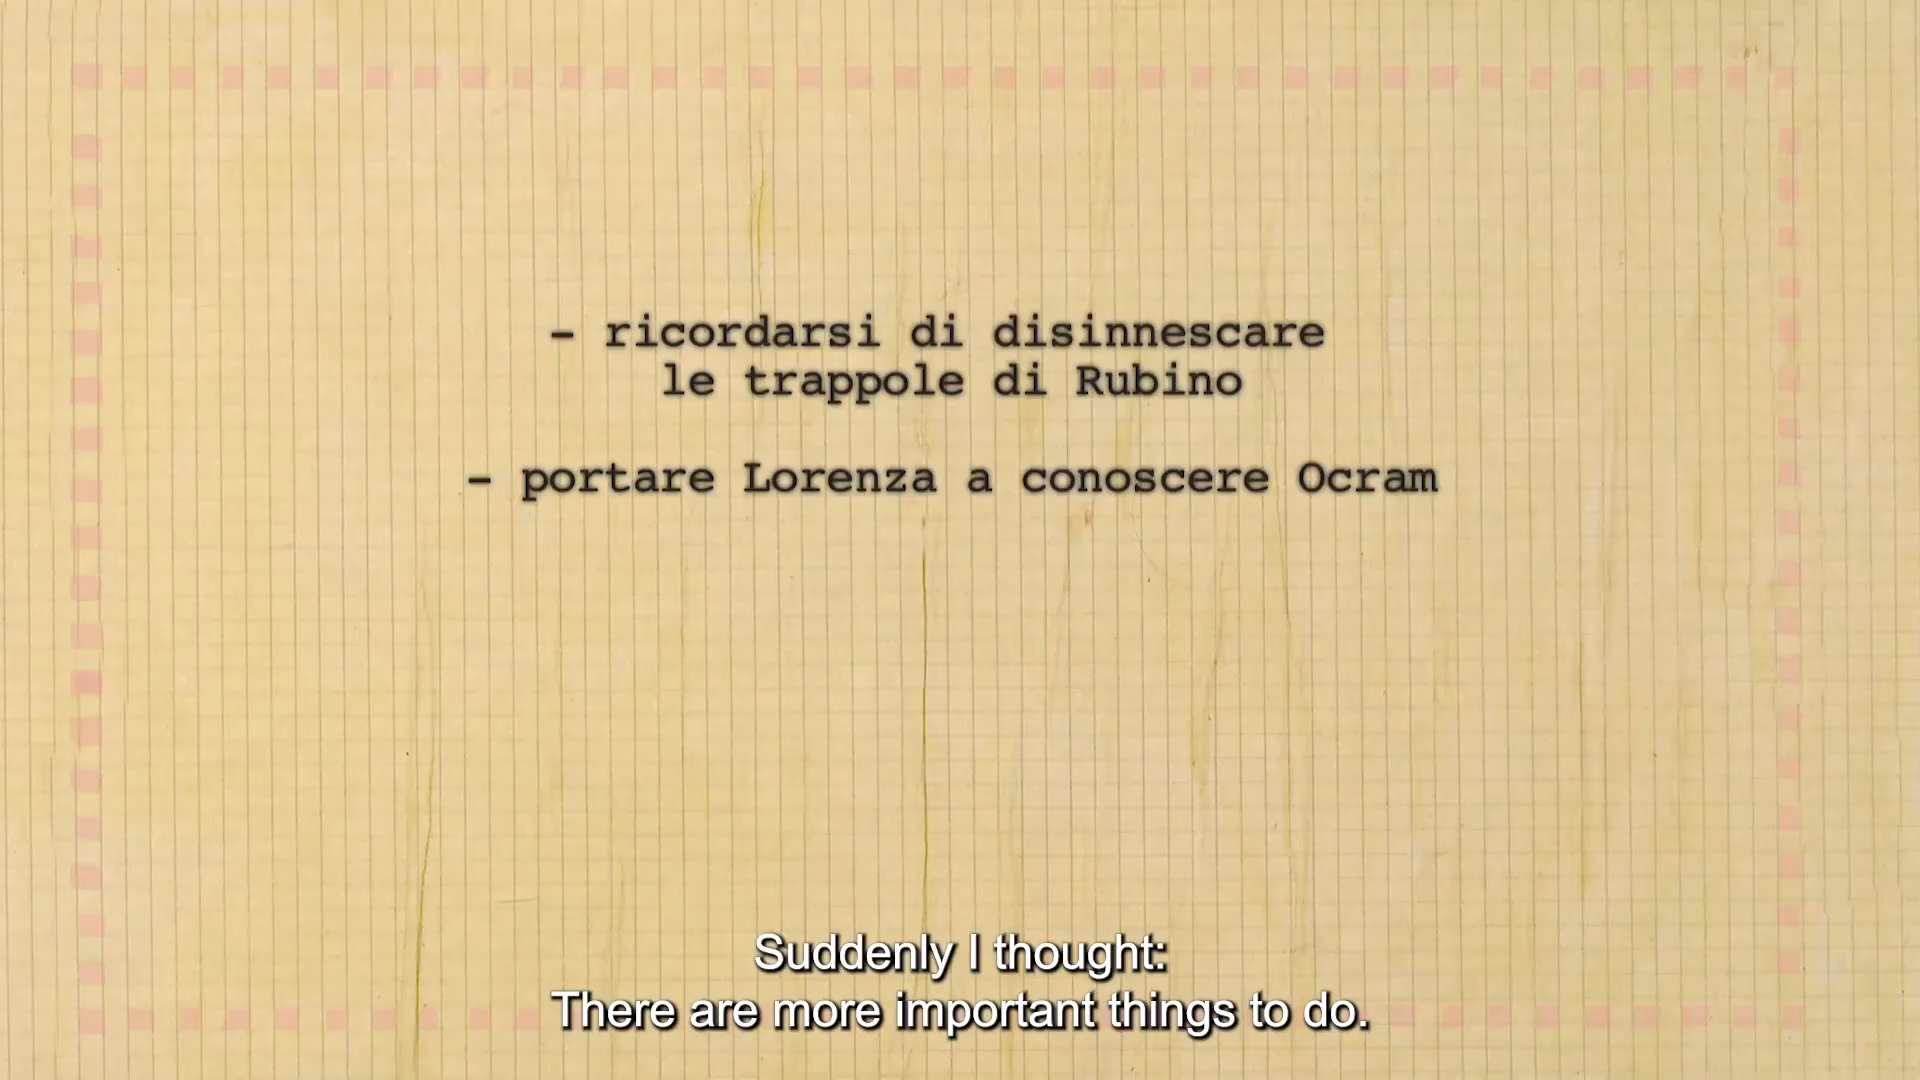 - ricordarsi di disinnescare
le trappole di Rubino
- portare Lorenza a conoscere Ocram
Suddenly I thought:
There are more important things to do.